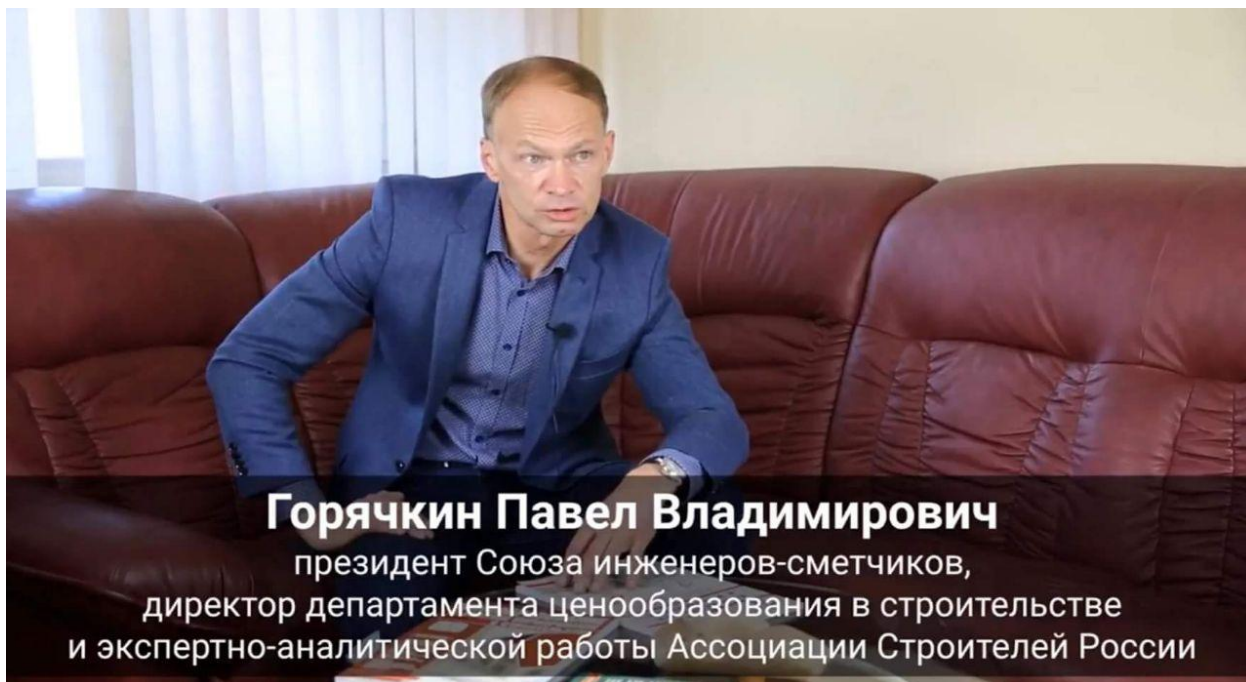 Горячкин Павел Владимирович
президент Союза инженеров-сметчиков,
директор департамента ценообразования в строительстве
и экспертно-аналитической работы Ассоциации Строителей России